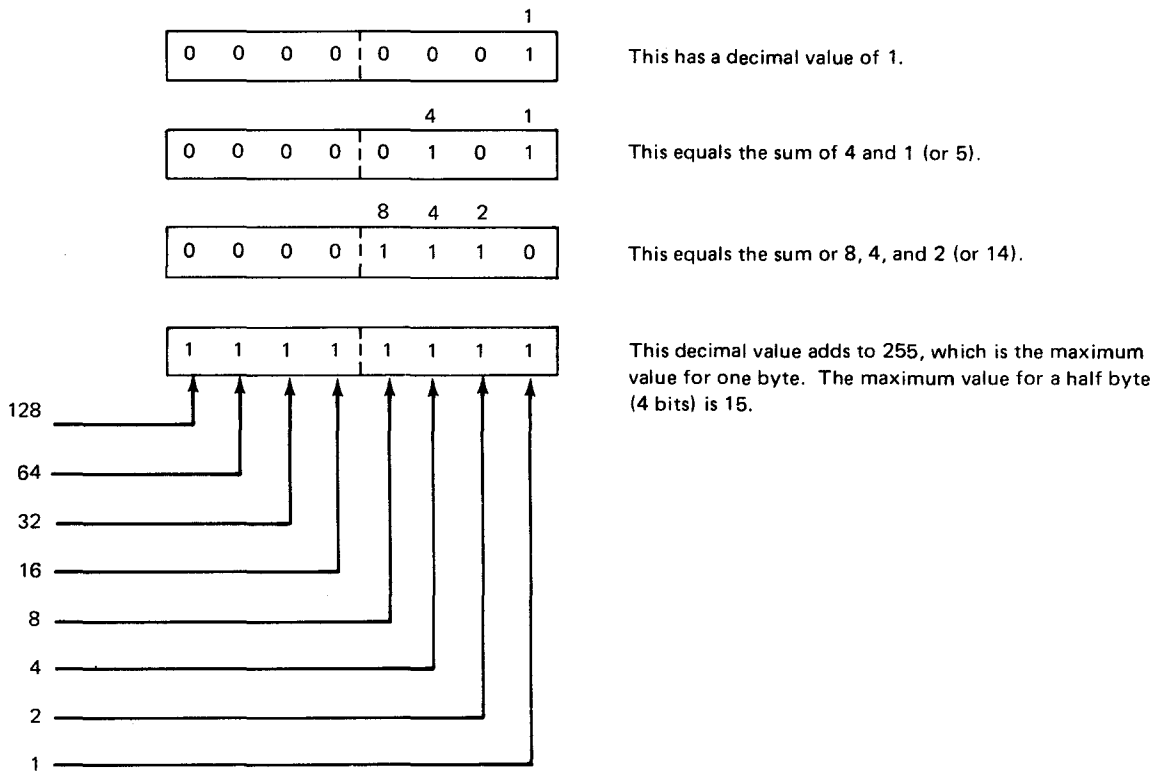 1
0 0 0 0 0 0 0 1
This has a decimal value of 1.
4 1
0 0 0 0 0 1 0 1
This equals the sum of 4 and 1 (or 5).
8 4 2
0 0 0 0 1 1 1 0
This equals the sum or 8, 4, and 2 (or 14).
1 1 1 1 1 1 1 1
This decimal value adds to 255, which is the maximum
value for one byte. The maximum value for a half byte
(4 bits) is 15.
128
64
32
16
8
4
2
1